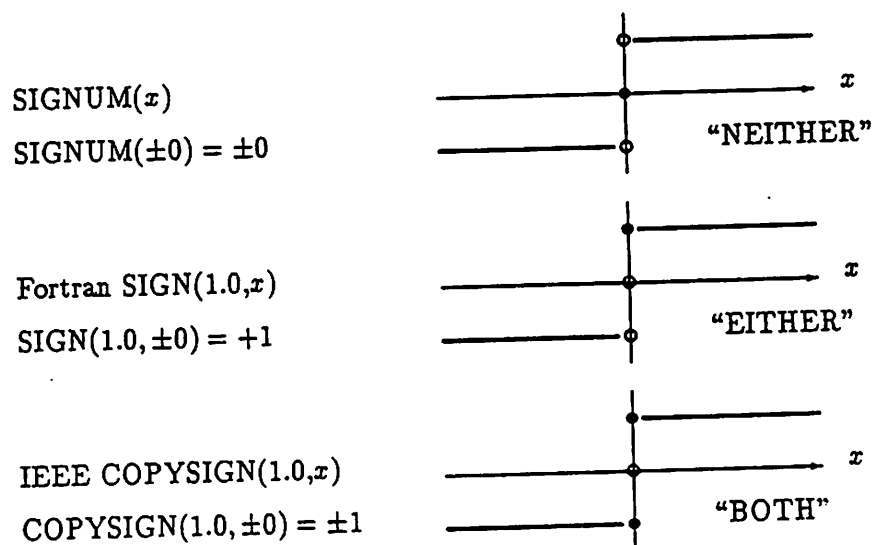 SIGNUM(x)
x
SIGNUM(±0) = ±0
“NEITHER”
Fortran SIGN(1.0,x)
x
SIGN(1.0, ±0) = +1
“EITHER”
IEEE COPYSIGN(1.0,x)
x
COPYSIGN(1.0, ±0) = ±1
“BOTH”